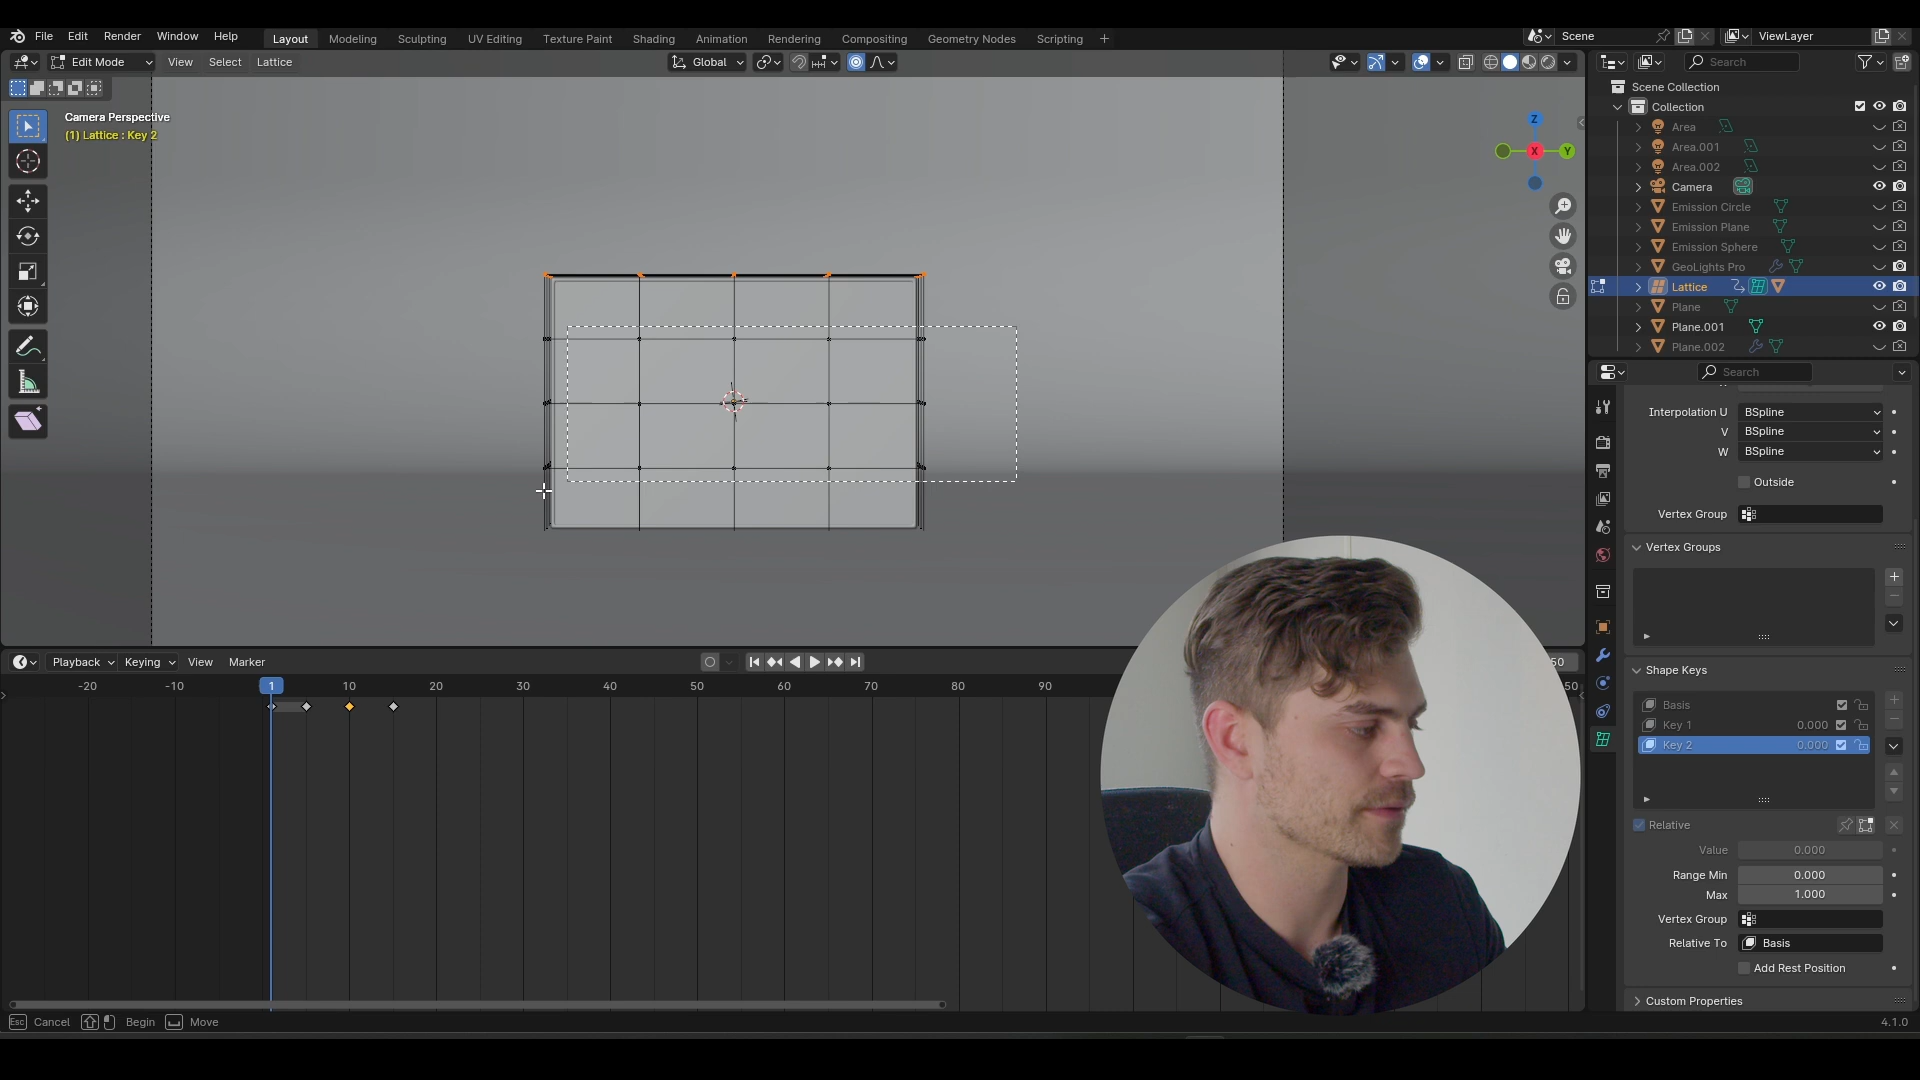 File Edit Render Window Help Layout Modeling Sculpting UV Editing Texture Paint Shading Animation Rendering Compositing Geometry Nodes Scripting + Scene ViewLayer
Edit Mode View Select Lattice Global Search
Camera Perspective
(1) Lattice : Key 2
Z
X Y
Scene Collection
Collection
Area
Area.001
Area.002
Camera
Emission Circle
Emission Plane
Emission Sphere
GeoLights Pro
Lattice
Plane
Plane.001
Plane.002
Search
Interpolation U BSpline
V BSpline
W BSpline
Outside
Vertex Group
Vertex Groups
Shape Keys
Basis
Key 1 0.000
Key 2 0.000
Relative
Value 0.000
Range Min 0.000
Max 1.000
Vertex Group
Relative To Basis
Add Rest Position
Custom Properties
Playback Keying View Marker 50
-20 -10 1 10 20 30 40 50 60 70 80 90 50
Esc Cancel Begin Move 4.1.0